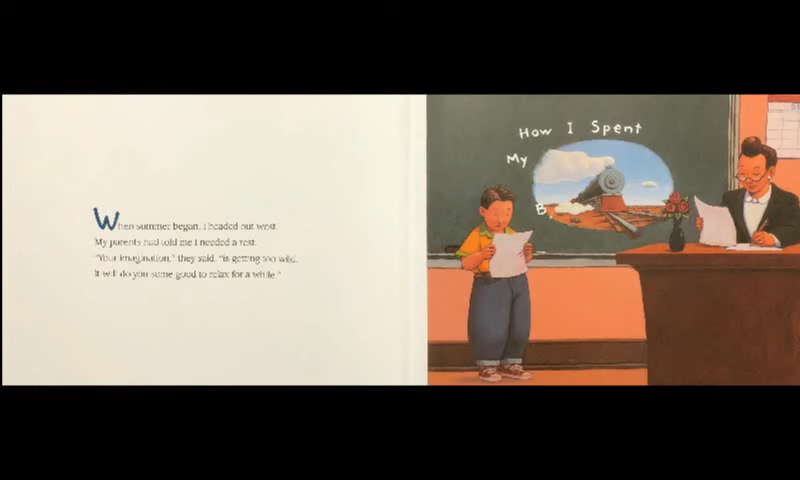 When summer began, I headed out west.
My parents had told me I needed a rest.
"Your imagination," they said, "is getting too wild.
It will do you some good to relax for a while."
How I Spent
My
B